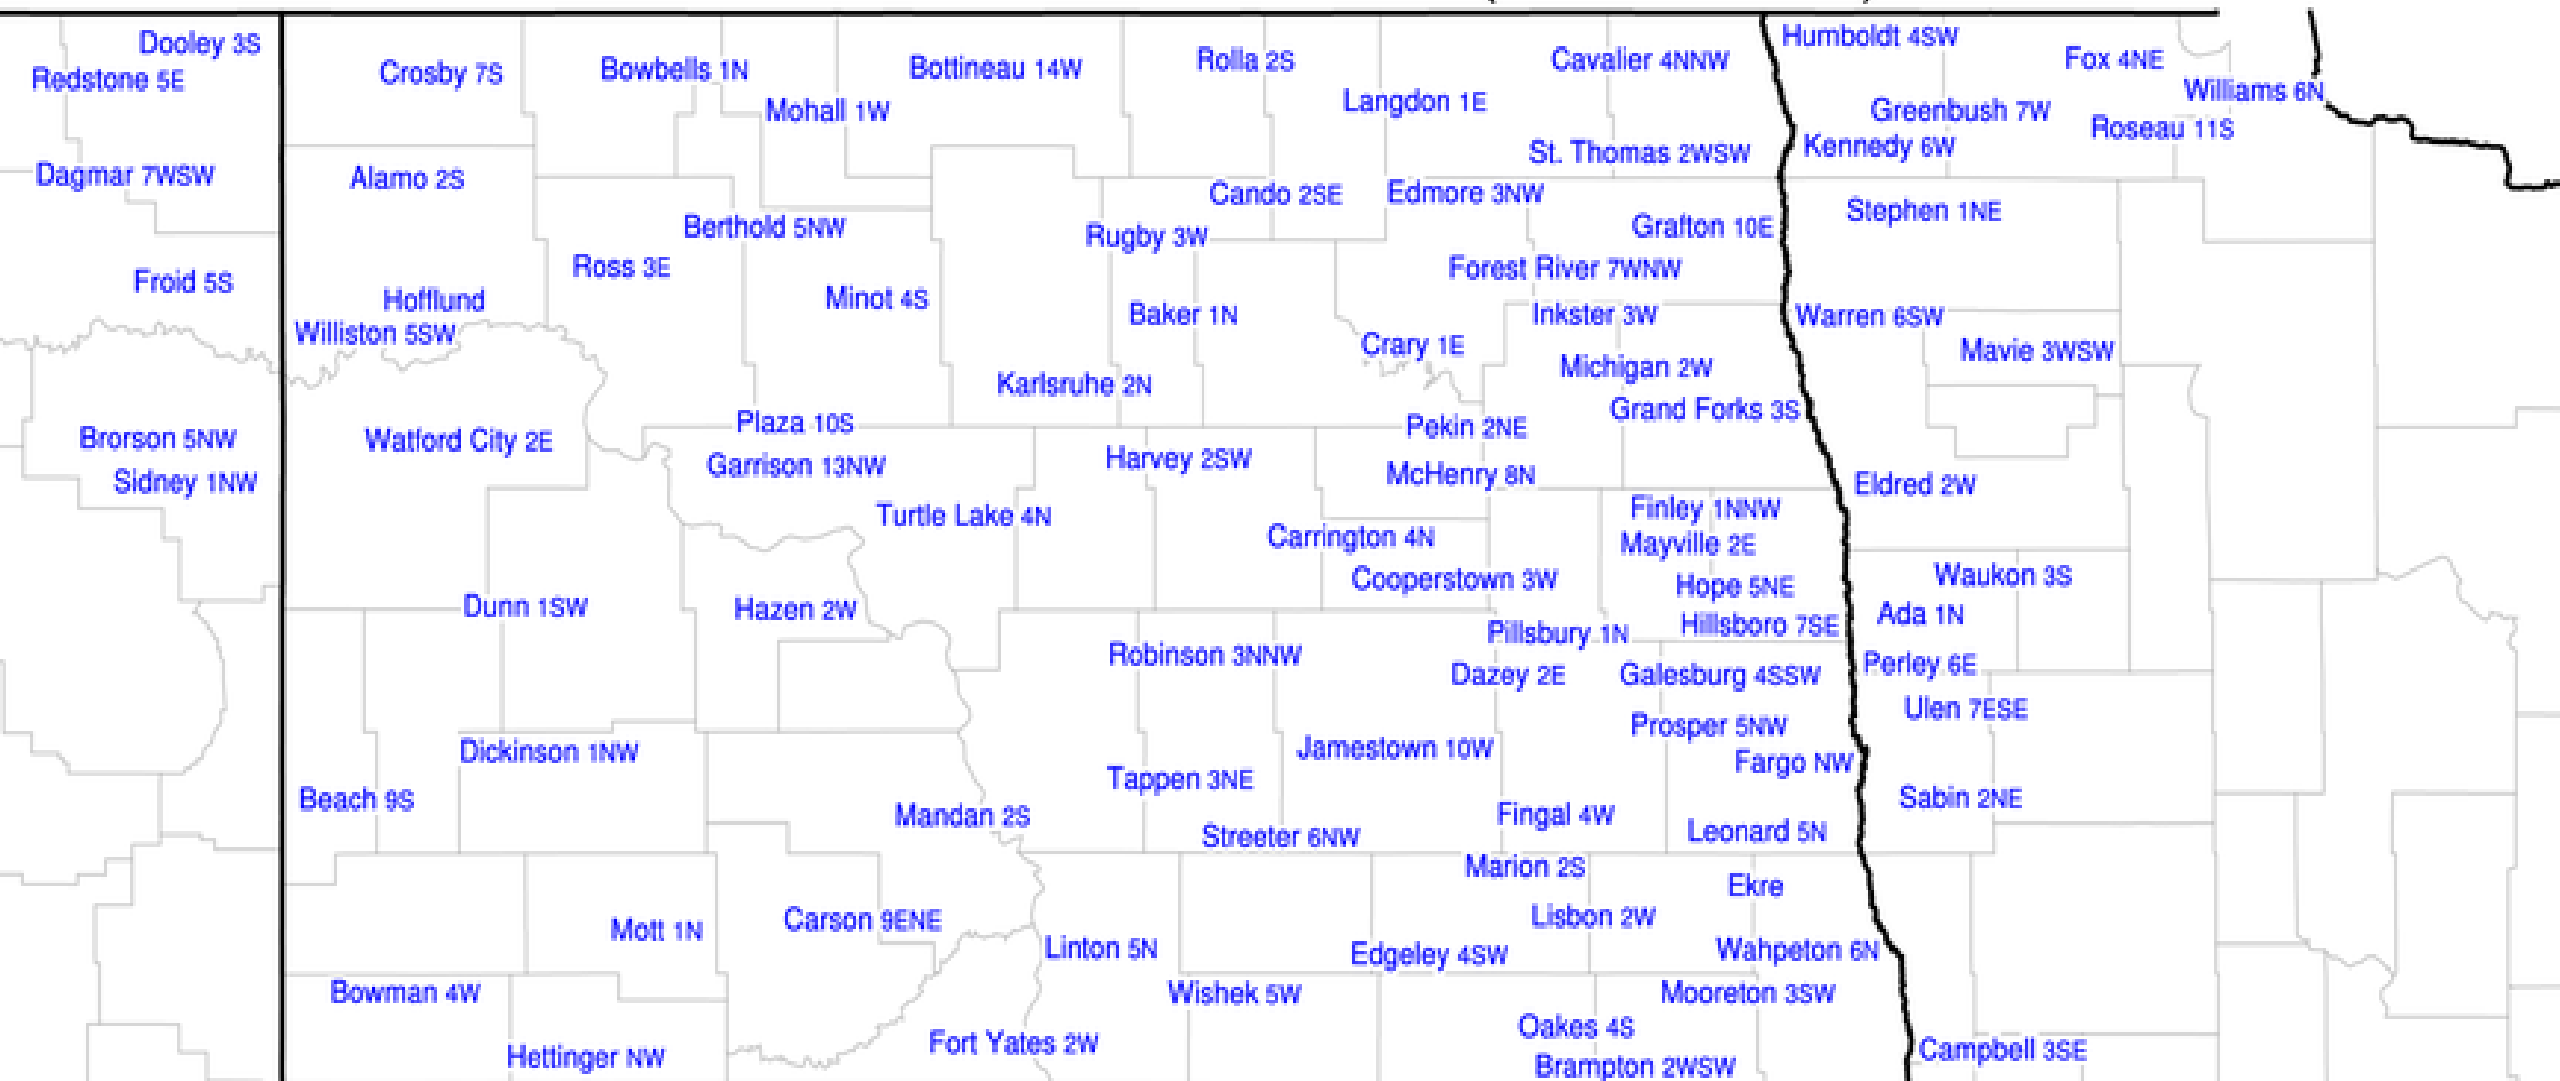 Dooley 3S
Redstone 5E
Dagmar 7WSW
Froid 5S
Brorson 5NW
Sidney 1NW
Crosby 7S
Bowbells 1N
Mohall 1W
Bottineau 14W
Rolla 2S
Langdon 1E
Cavalier 4NNW
St. Thomas 2WSW
Humboldt 4SW
Fox 4NE
Williams 6N
Greenbush 7W
Roseau 11S
Kennedy 6W
Alamo 2S
Berthold 5NW
Ross 3E
Hofflund
Williston 5SW
Minot 4S
Rugby 3W
Cando 2SE
Edmore 3NW
Baker 1N
Karlsruhe 2N
Grafton 10E
Forest River 7WNW
Inkster 3W
Crary 1E
Michigan 2W
Grand Forks 3S
Stephen 1NE
Warren 6SW
Mavie 3WSW
Watford City 2E
Plaza 10S
Garrison 13NW
Turtle Lake 4N
Harvey 2SW
Pekin 2NE
McHenry 8N
Carrington 4N
Cooperstown 3W
Finley 1NNW
Mayville 2E
Hope 5NE
Hillsboro 7SE
Eldred 2W
Waukon 3S
Ada 1N
Perley 6E
Ulen 7ESE
Sabin 2NE
Dunn 1SW
Hazen 2W
Robinson 3NNW
Pillsbury 1N
Dazey 2E
Galesburg 4SSW
Prosper 5NW
Fargo NW
Dickinson 1NW
Beach 9S
Mandan 2S
Tappen 3NE
Jamestown 10W
Streeter 6NW
Fingal 4W
Leonard 5N
Marion 2S
Ekre
Lisbon 2W
Wahpeton 6N
Mott 1N
Carson 9ENE
Linton 5N
Edgeley 4SW
Bowman 4W
Hettinger NW
Fort Yates 2W
Wishek 5W
Mooreton 3SW
Oakes 4S
Brampton 2WSW
Campbell 3SE